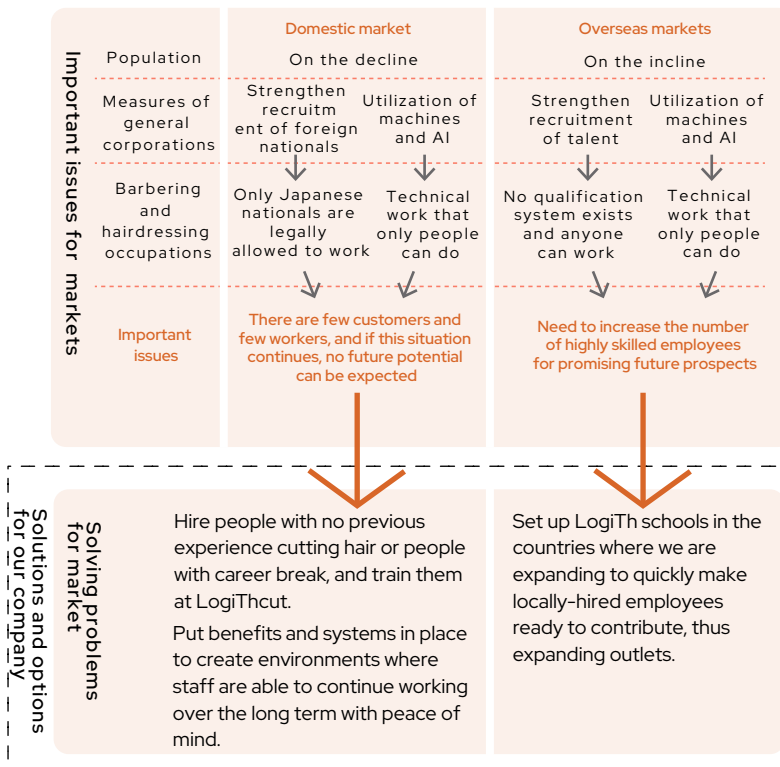 Important issues for markets
Domestic market
Overseas markets
Population
On the decline
On the incline
Measures of
general
corporations
Strengthen
recruitm
ent of foreign
nationals
Utilization of
machines
and AI
Strengthen
recruitment
of talent
Utilization of
machines
and AI
Barbering
and
hairdressing
occupations
Only Japanese
nationals are
legally
allowed to work
Technical
work that
only people
can do
No qualification
system exists
and anyone
can work
Technical
work that
only people
can do
Important
issues
There are few customers and
few workers, and if this situation
continues, no future potential
can be expected
Need to increase the number
of highly skilled employees
for promising future prospects
Solutions and options
for our company
Solving problems
for market
Hire people with no previous
experience cutting hair or people
with career break, and train them
at LogiThcut.
Put benefits and systems in place
to create environments where
staff are able to continue working
over the long term with peace of
mind.
Set up LogiTh schools in the
countries where we are
expanding to quickly make
locally-hired employees
ready to contribute, thus
expanding outlets.